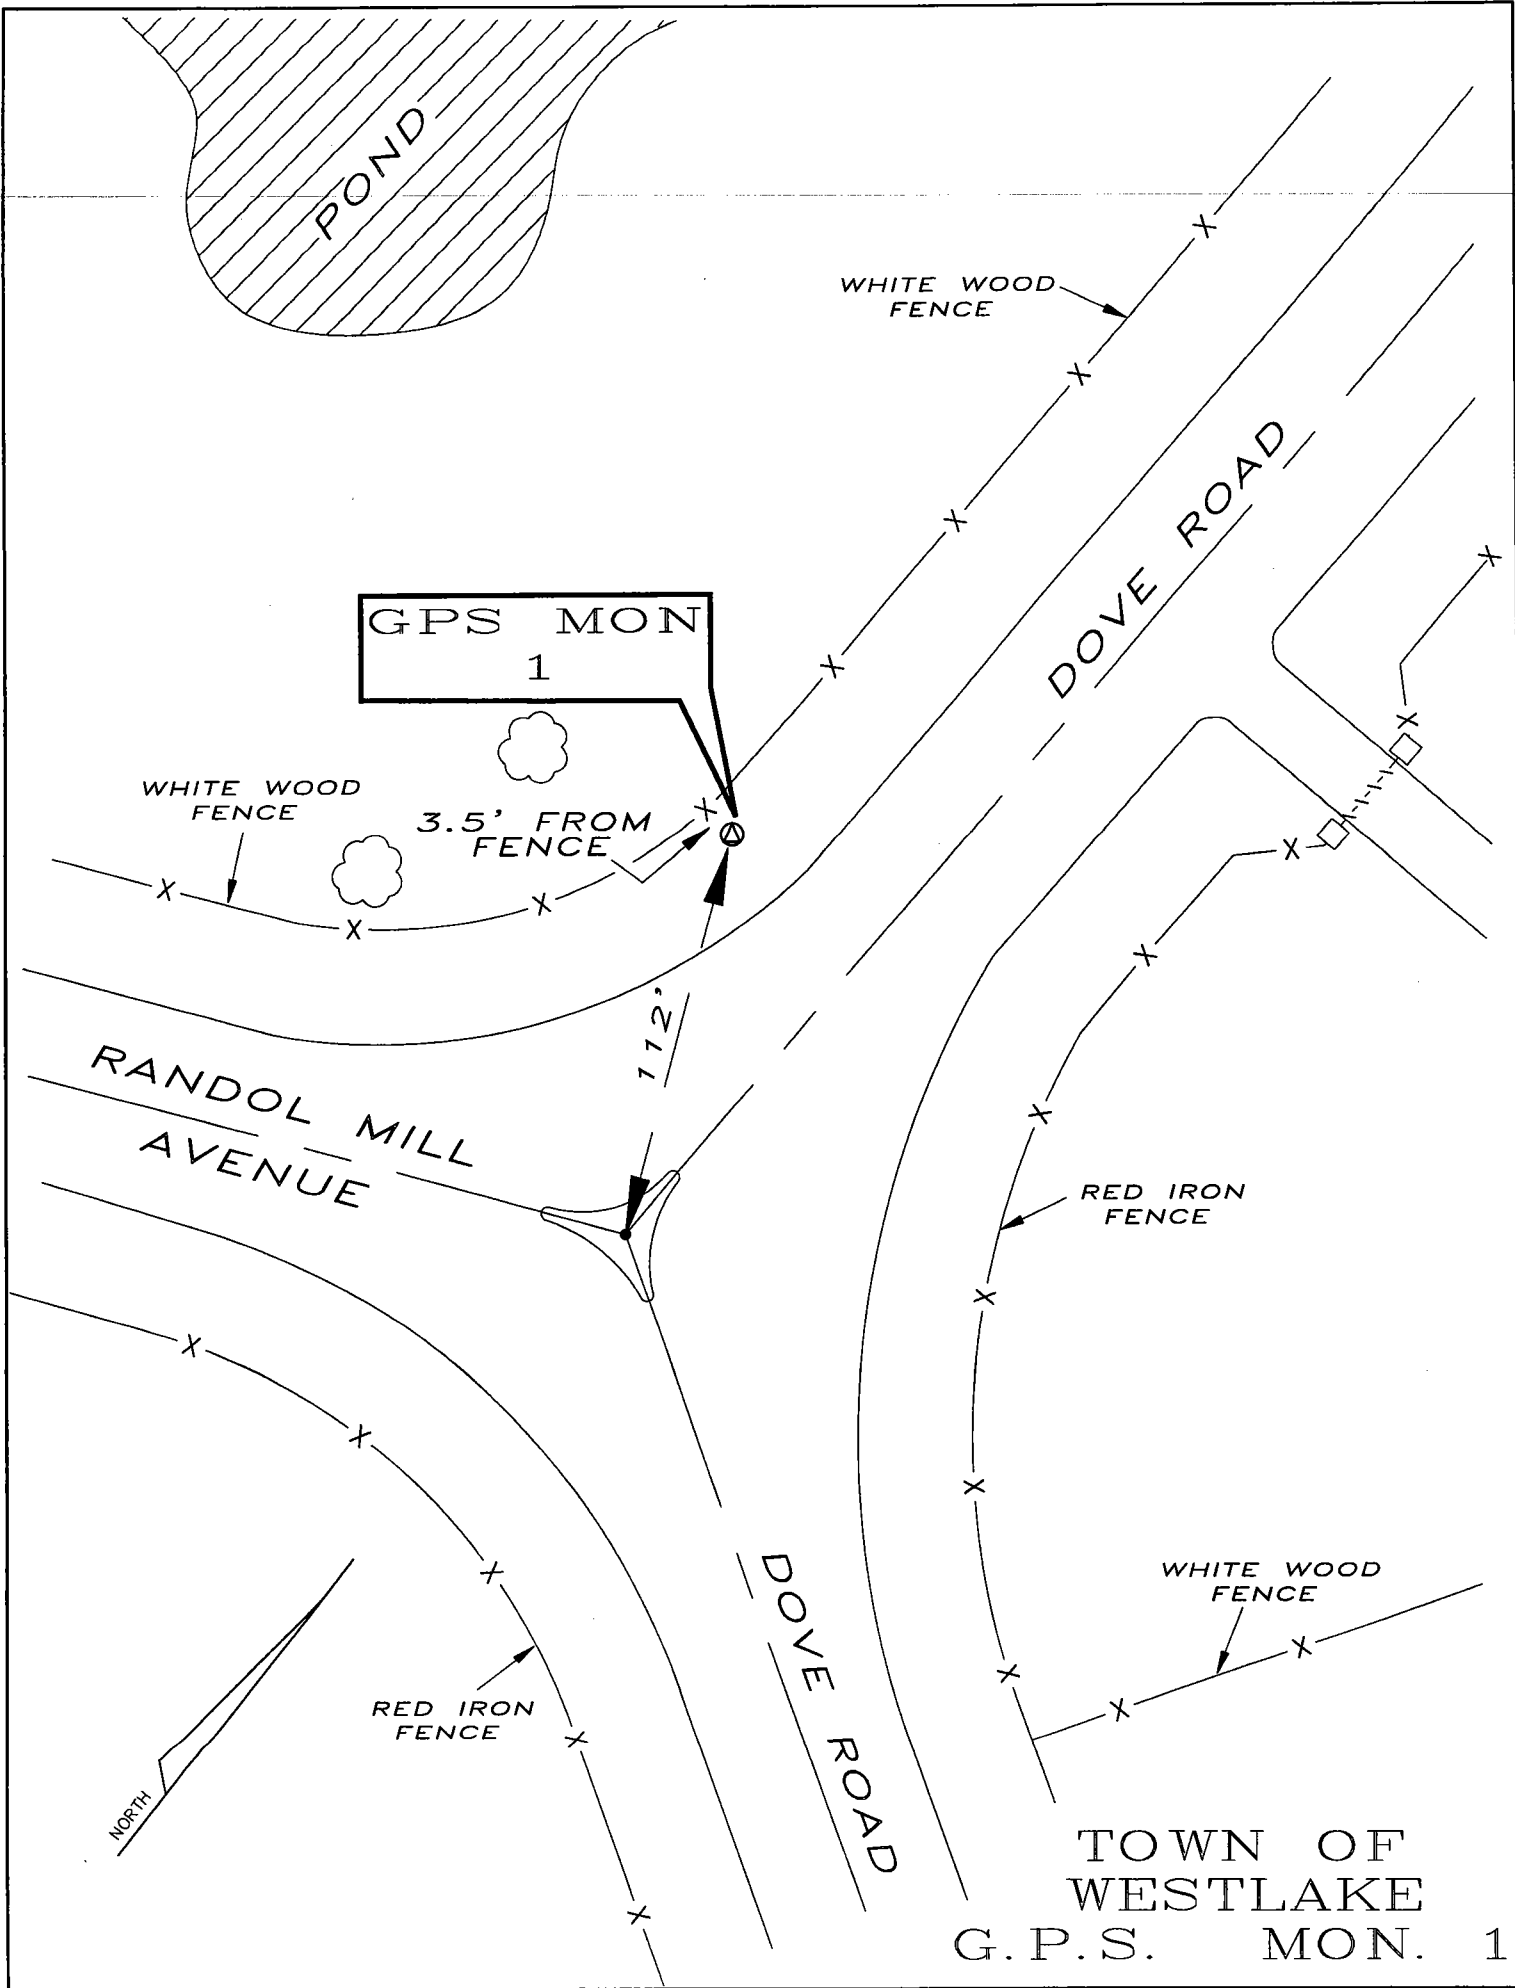 POND
WHITE WOOD
FENCE
DOVE ROAD
GPS MON
1
WHITE WOOD
FENCE
3.5' FROM
FENCE
112'
RANDOL MILL
AVENUE
RED IRON
FENCE
WHITE WOOD
FENCE
DOVE ROAD
RED IRON
FENCE
NORTH
TOWN OF
WESTLAKE
G.P.S. MON. 1